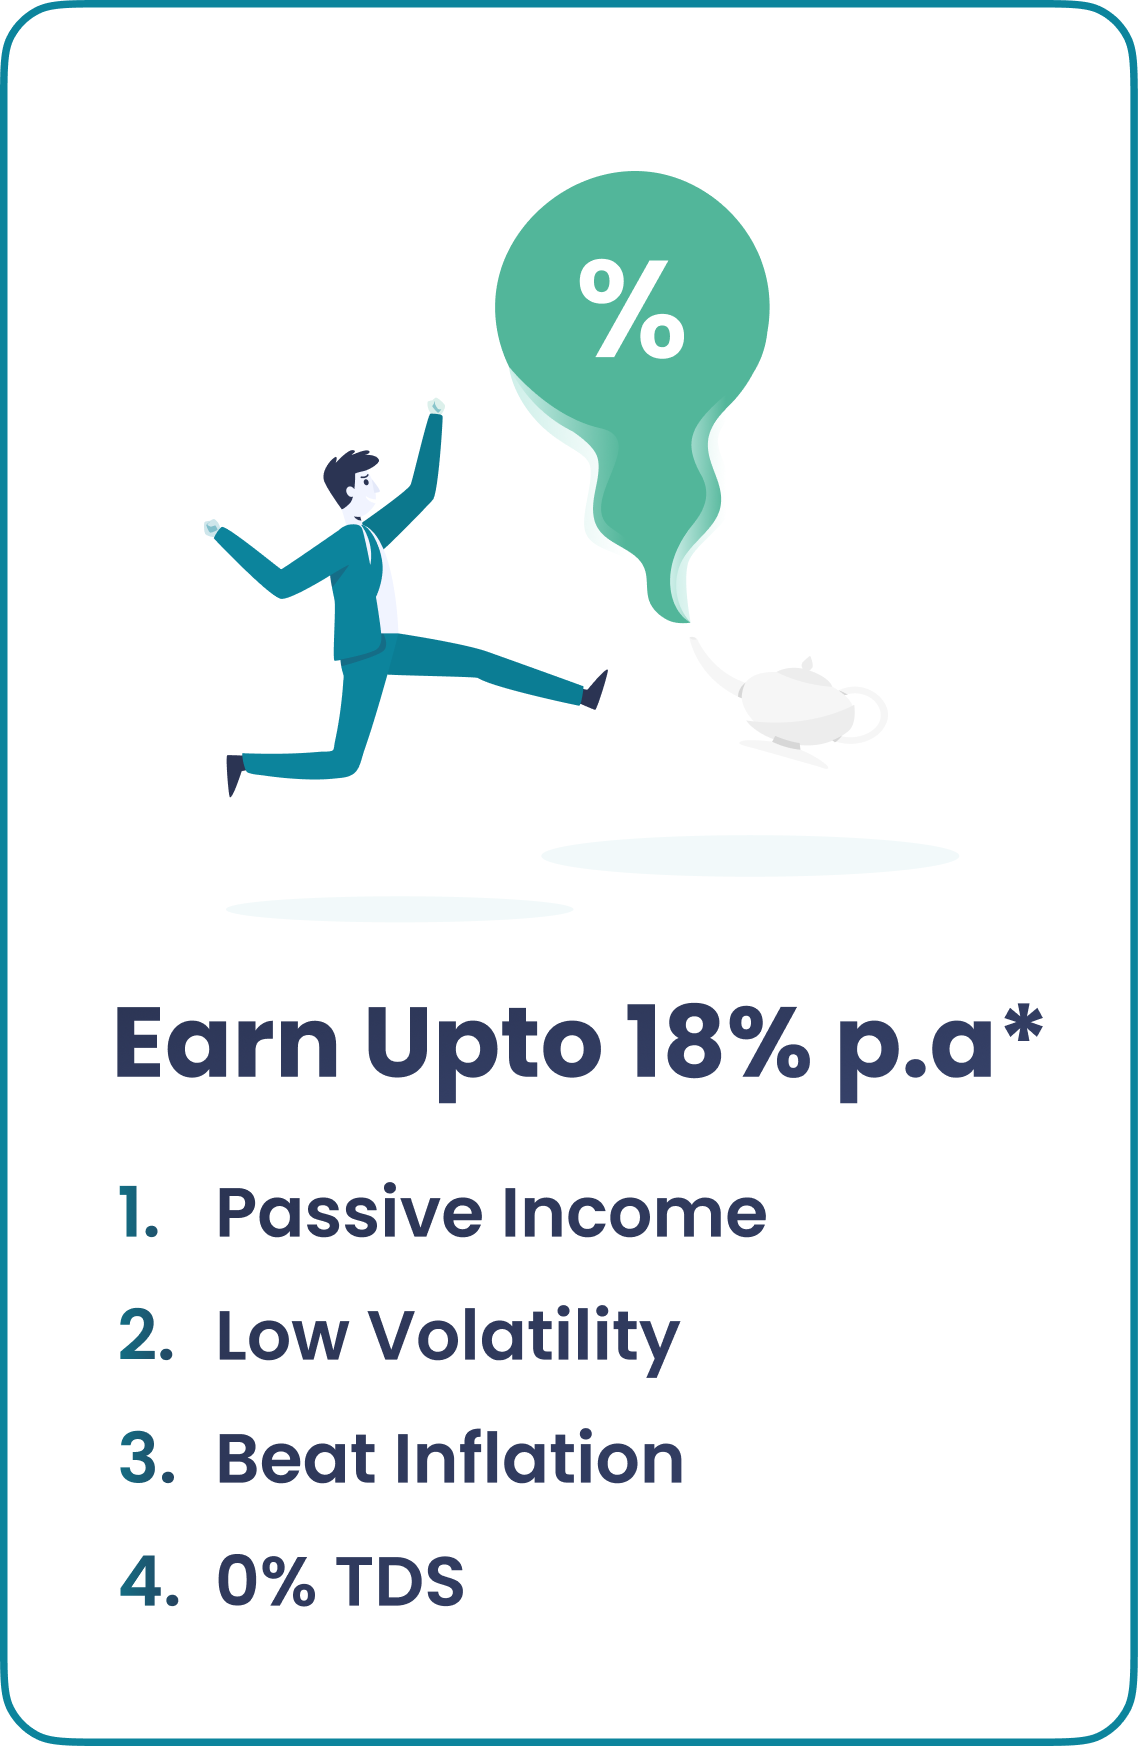 %
Earn Upto 18% p.a*
1. Passive Income
2. Low Volatility
3. Beat Inflation
4. 0% TDS